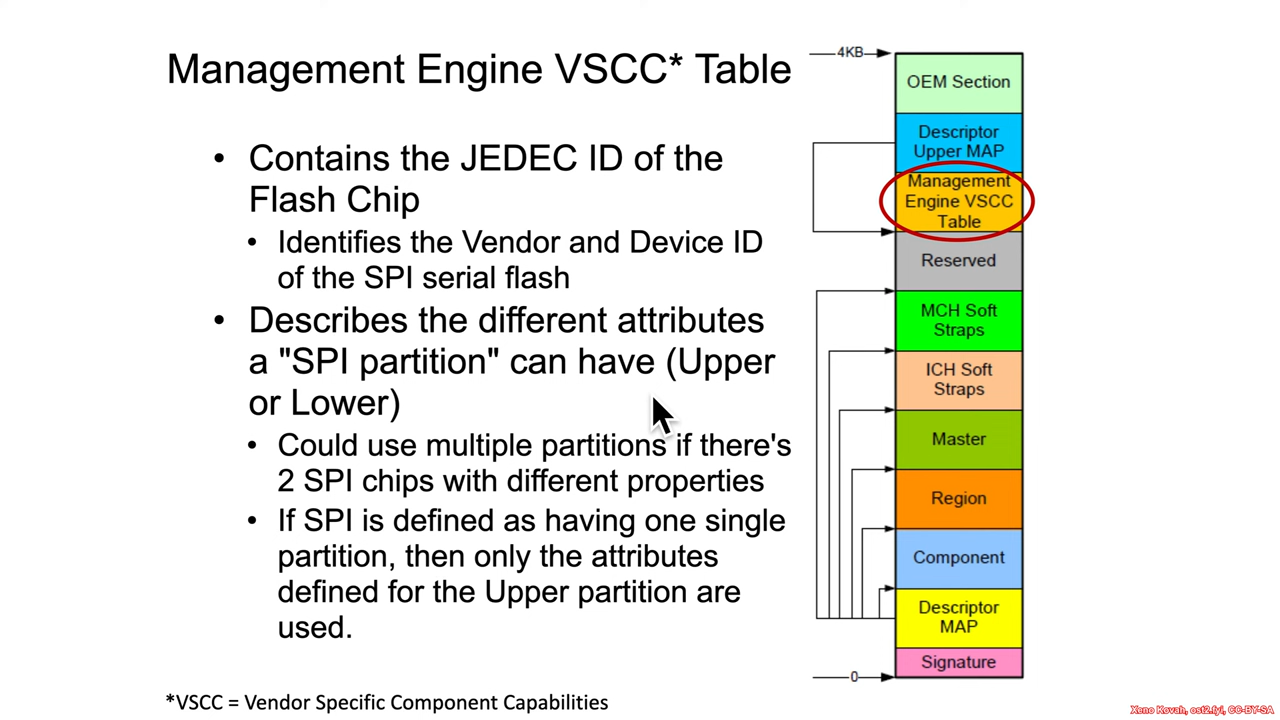 Management Engine VSCC* Table
• Contains the JEDEC ID of the
Flash Chip
• Identifies the Vendor and Device ID
of the SPI serial flash
• Describes the different attributes
a "SPI partition" can have (Upper
or Lower)
• Could use multiple partitions if there's
2 SPI chips with different properties
• If SPI is defined as having one single
partition, then only the attributes
defined for the Upper partition are
used.
*VSCC = Vendor Specific Component Capabilities
4KB
OEM Section
Descriptor
Upper MAP
Management
Engine VSCC
Table
Reserved
MCH Soft
Straps
ICH Soft
Straps
Master
Region
Component
Descriptor
MAP
Signature
0
Xeno Kovah, ost2.fyi, CC-BY-SA